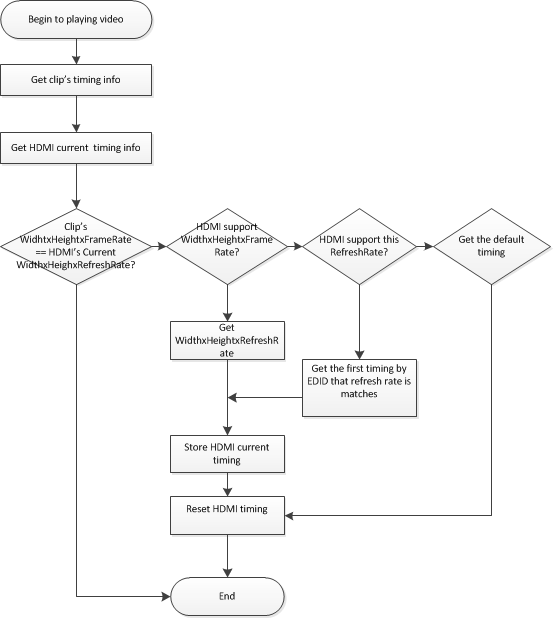 Begin to playing video
Get clip's timing info
Get HDMI current timing info
Clip's
WidhtxHeightxFrameRate
== HDMI's Current
WidthxHeighxRefreshRate?
HDMI support
WidthxHeightxFrame
Rate?
HDMI support this
RefreshRate?
Get the default
timing
Get
WidthxHeightxRefreshR
ate
Get the first timing by
EDID that refresh rate is
matches
Store HDMI current
timing
Reset HDMI timing
End